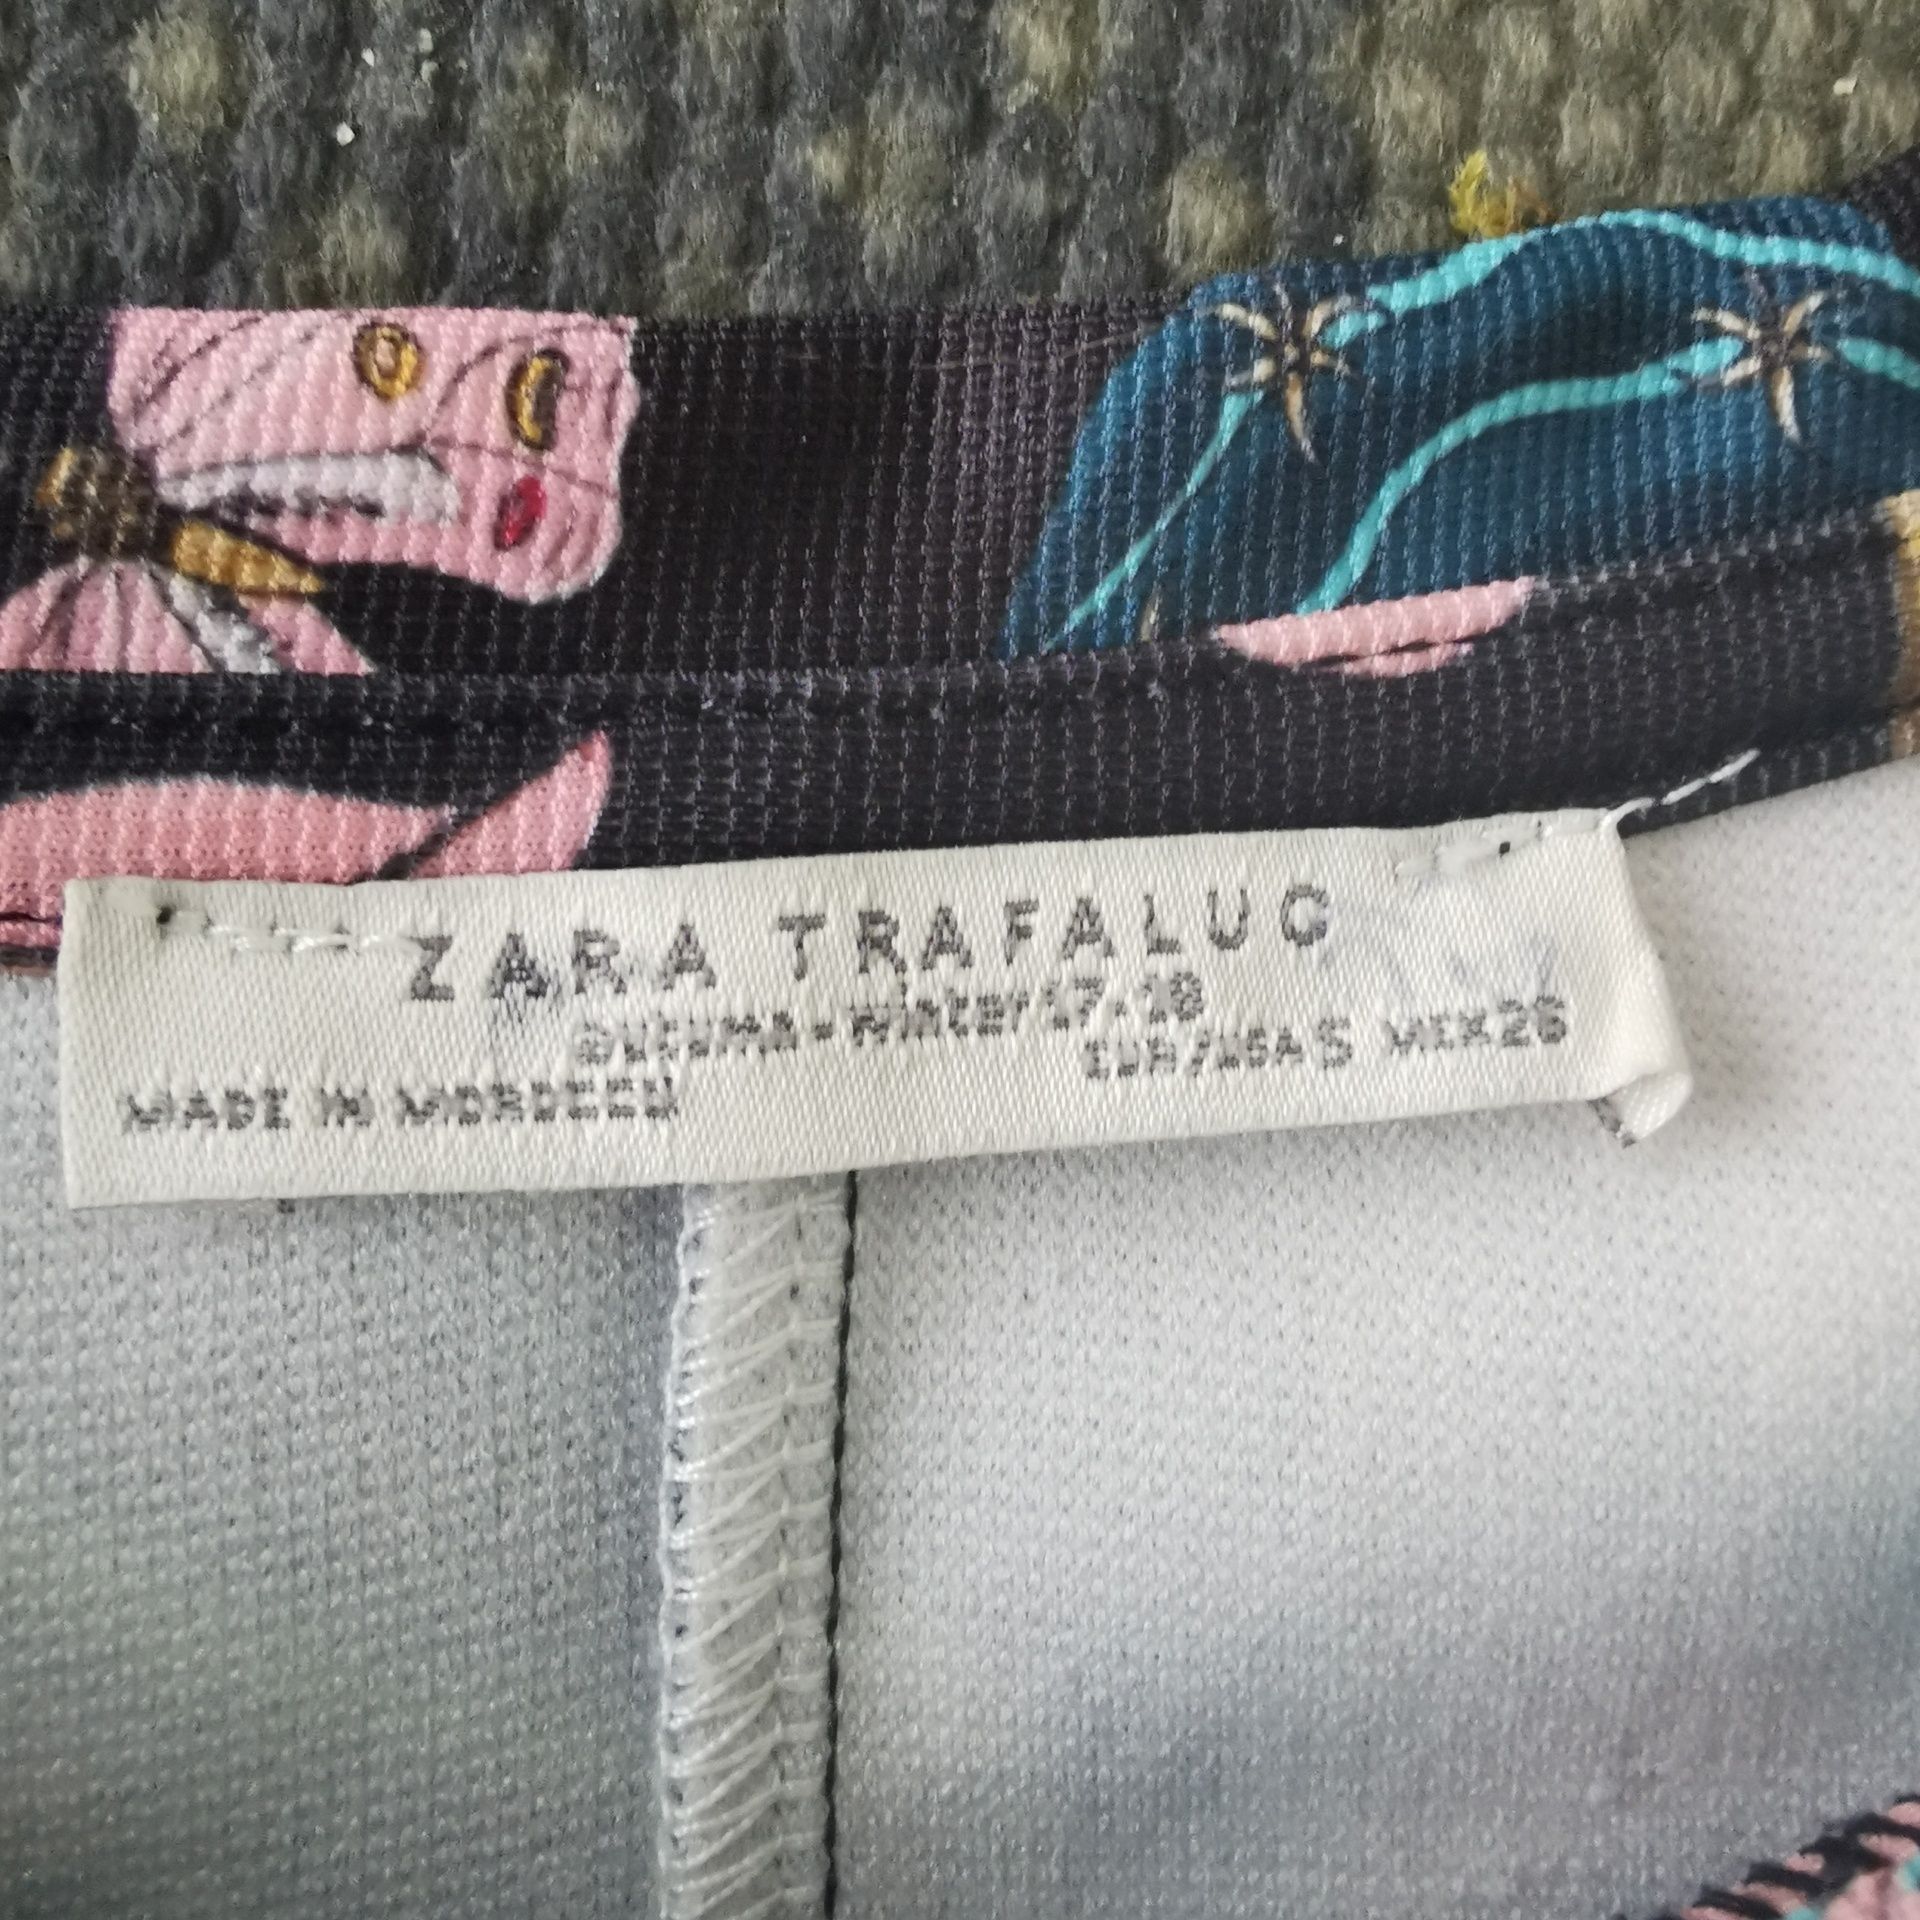 ZARA TRAFALUC
autumn-winter 17-18
EUR/USA S MEX 26
MADE IN MOROCCO